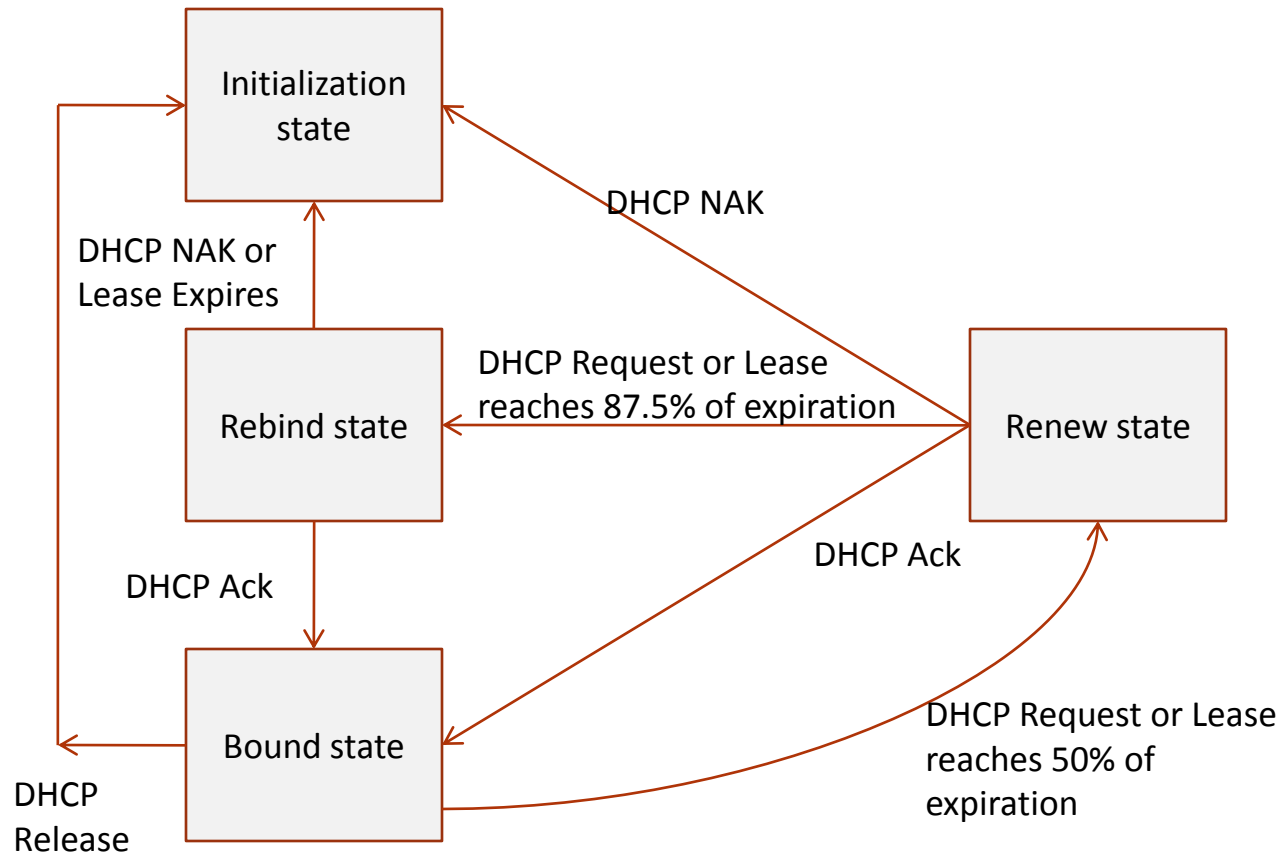 Initialization
state
DHCP NAK
DHCP NAK or
Lease Expires
DHCP Request or Lease
reaches 87.5% of expiration
Rebind state
Renew state
DHCP Ack
DHCP Ack
Bound state
DHCP Request or Lease
reaches 50% of
expiration
DHCP
Release